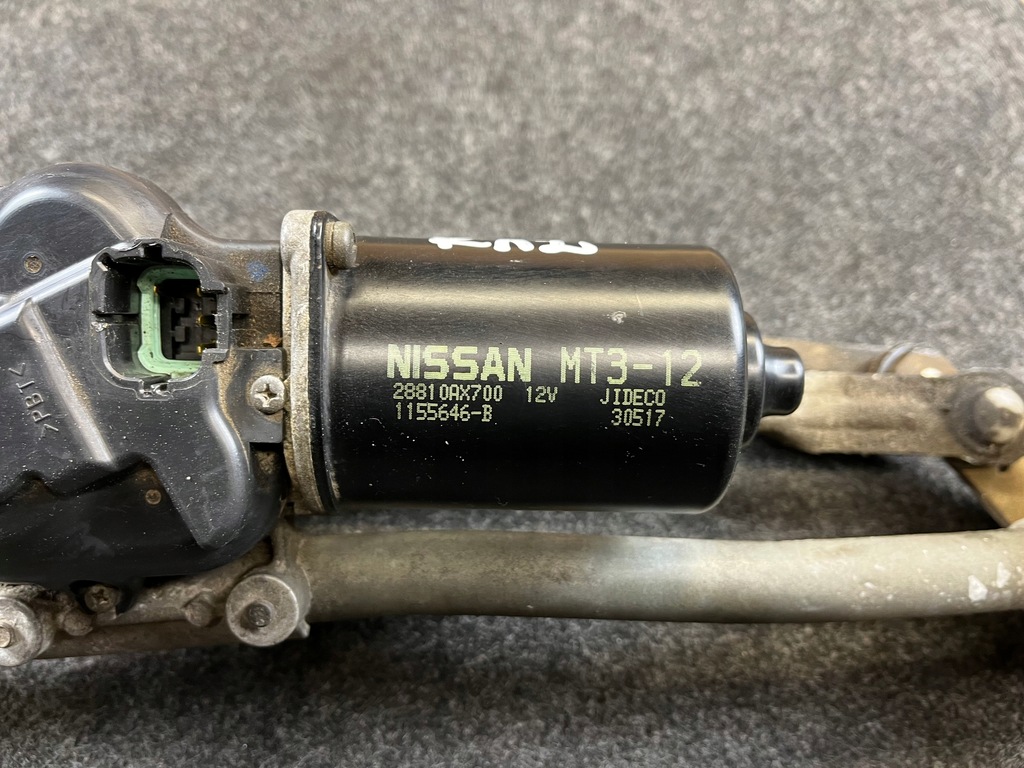 NISSAN MT3-12
28810AX700 12V JIDECO
1155646-B 30517
>PBT<